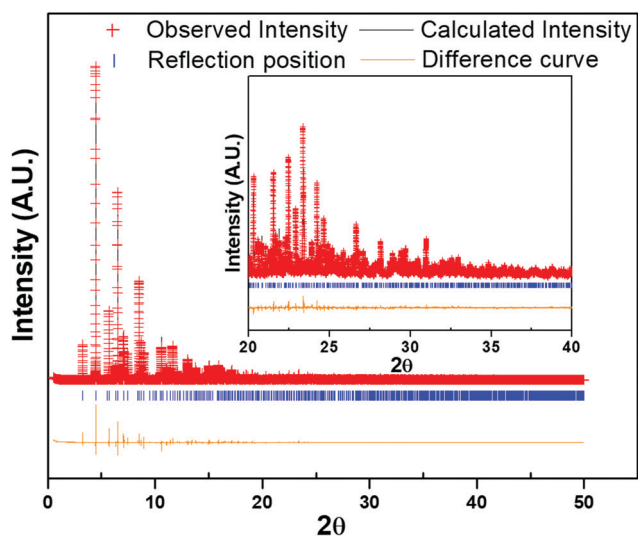 Observed Intensity Calculated Intensity
Reflection position Difference curve
Intensity (A.U.)
Intensity (A.U.)
20 25 30 35 40
2θ
0 10 20 30 40 50
2θ